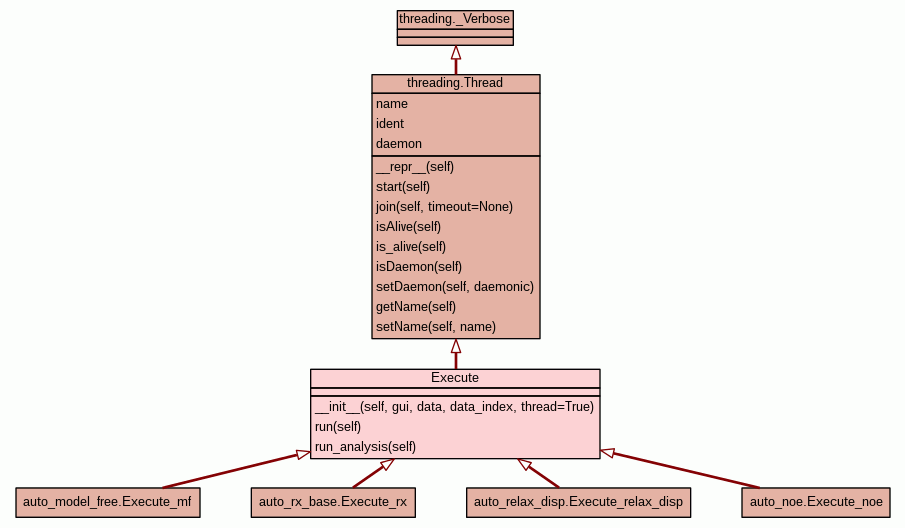 threading._Verbose
threading.Thread
name
ident
daemon
__repr__(self)
start(self)
join(self, timeout=None)
isAlive(self)
is_alive(self)
isDaemon(self)
setDaemon(self, daemonic)
getName(self)
setName(self, name)
Execute
__init__(self, gui, data, data_index, thread=True)
run(self)
run_analysis(self)
auto_model_free.Execute_mf
auto_rx_base.Execute_rx
auto_relax_disp.Execute_relax_disp
auto_noe.Execute_noe